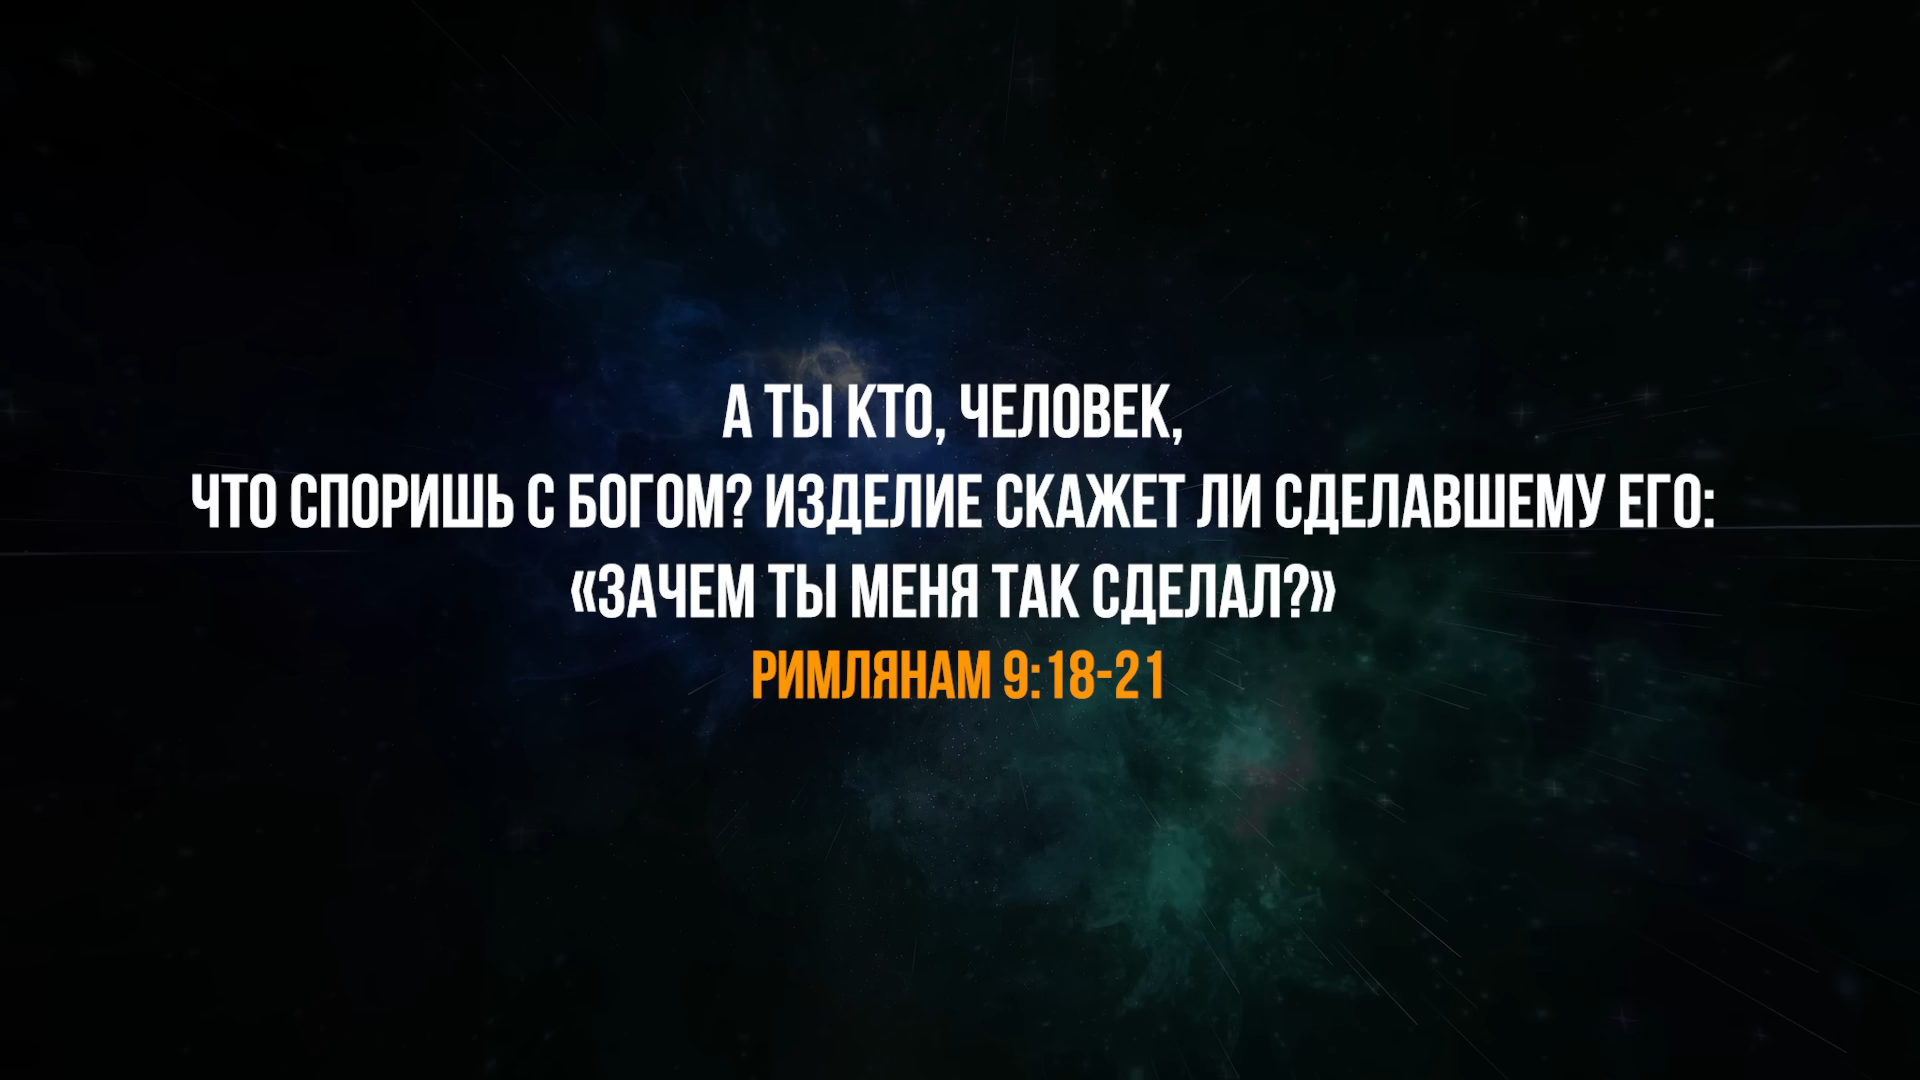 А ТЫ КТО, ЧЕЛОВЕК,
ЧТО СПОРИШЬ С БОГОМ? ИЗДЕЛИЕ СКАЖЕТ ЛИ СДЕЛАВШЕМУ ЕГО:
«ЗАЧЕМ ТЫ МЕНЯ ТАК СДЕЛАЛ?»
РИМЛЯНАМ 9:18-21